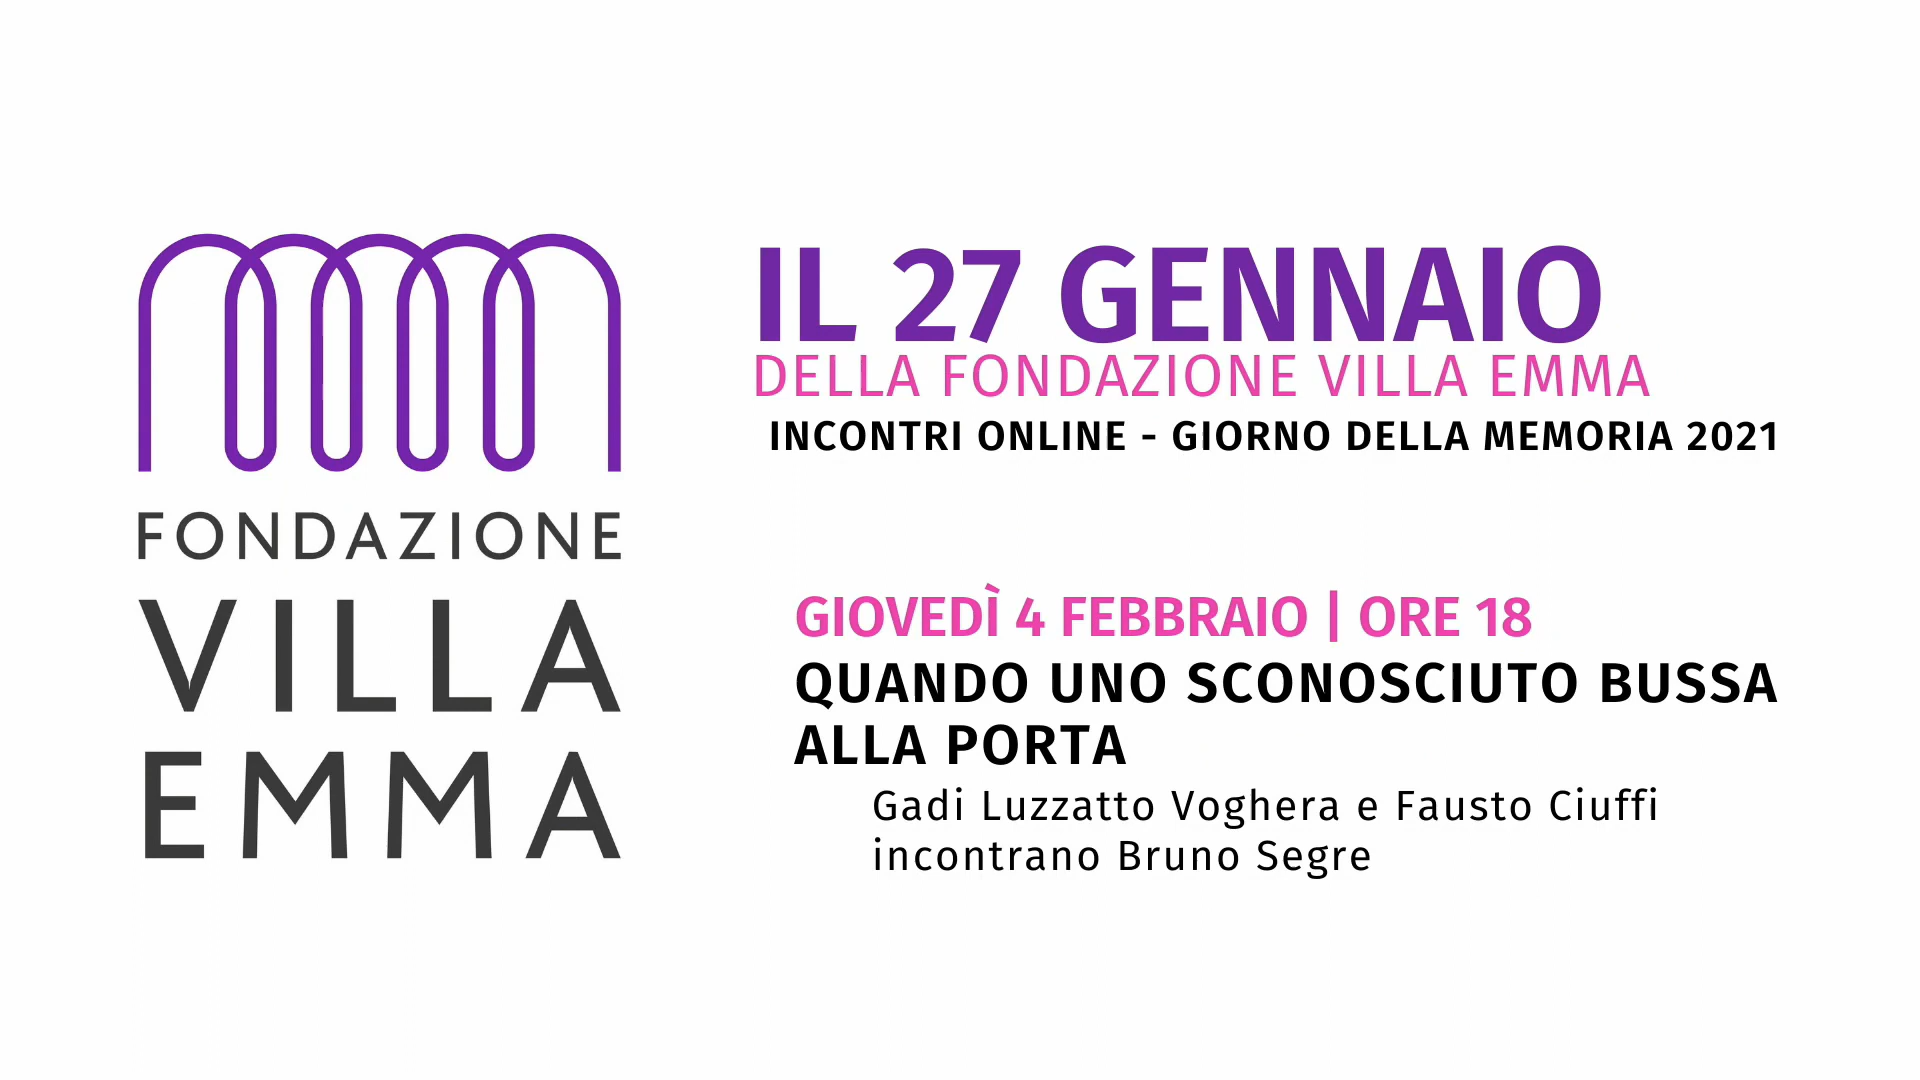 FONDAZIONE
VILLA
EMMA
IL 27 GENNAIO
DELLA FONDAZIONE VILLA EMMA
INCONTRI ONLINE - GIORNO DELLA MEMORIA 2021
GIOVEDÌ 4 FEBBRAIO | ORE 18
QUANDO UNO SCONOSCIUTO BUSSA
ALLA PORTA
Gadi Luzzatto Voghera e Fausto Ciuffi
incontrano Bruno Segre